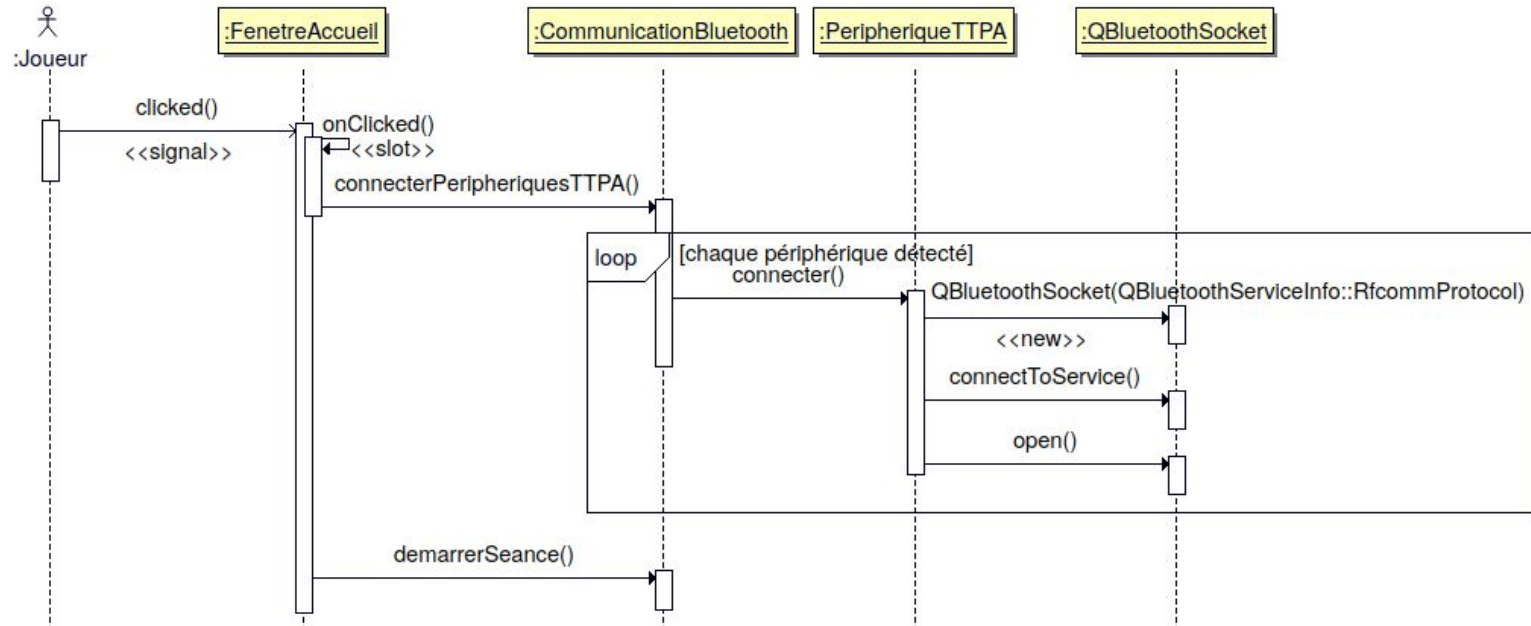 :Joueur
:FenetreAccueil
:CommunicationBluetooth
:PeripheriqueTTPA
:QBluetoothSocket
clicked()
<<signal>>
onClicked()
<<slot>>
connecterPeripheriquesTTPA()
loop
[chaque périphérique détecté]
connecter()
QBluetoothSocket(QBluetoothServiceInfo::RfcommProtocol)
<<new>>
connectToService()
open()
demarrerSeance()